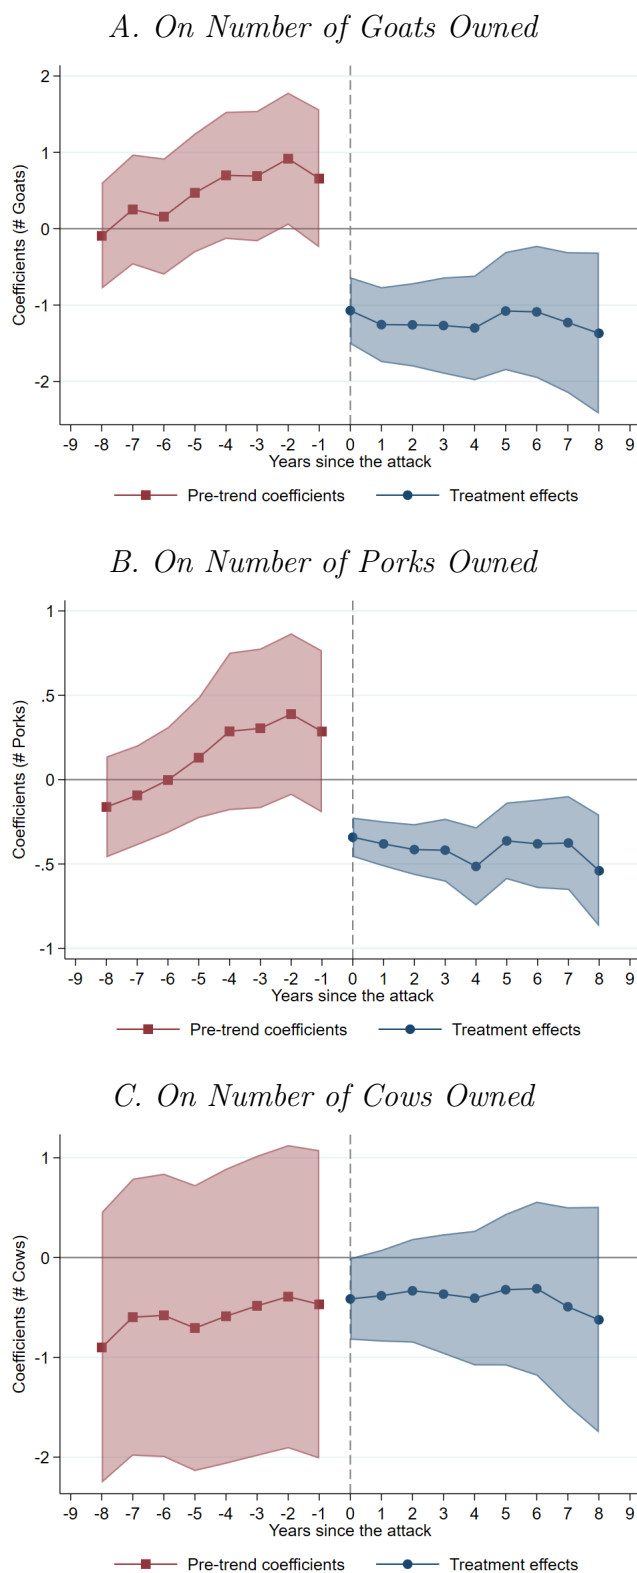 A. On Number of Goats Owned
2
1
0
-1
-2
Coefficients (# Goats)
-9 -8 -7 -6 -5 -4 -3 -2 -1 0 1 2 3 4 5 6 7 8 9
Years since the attack
Pre-trend coefficients Treatment effects
B. On Number of Porks Owned
1
.5
0
-.5
-1
Coefficients (# Porks)
-9 -8 -7 -6 -5 -4 -3 -2 -1 0 1 2 3 4 5 6 7 8 9
Years since the attack
Pre-trend coefficients Treatment effects
C. On Number of Cows Owned
1
0
-1
-2
Coefficients (# Cows)
-9 -8 -7 -6 -5 -4 -3 -2 -1 0 1 2 3 4 5 6 7 8 9
Years since the attack
Pre-trend coefficients Treatment effects